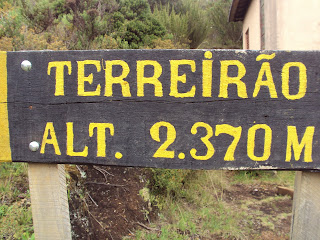 TERREIRÃO
ALT. 2.370 M